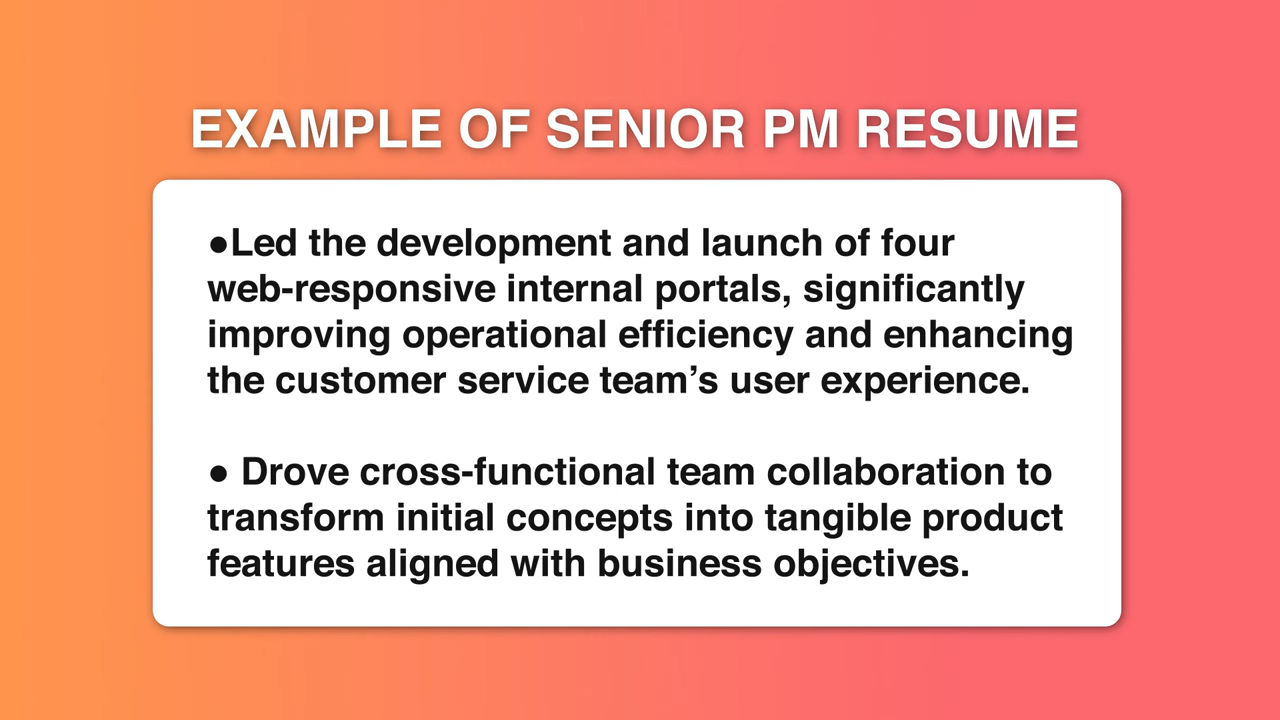 EXAMPLE OF SENIOR PM RESUME
●Led the development and launch of four
web-responsive internal portals, significantly
improving operational efficiency and enhancing
the customer service team’s user experience.
● Drove cross-functional team collaboration to
transform initial concepts into tangible product
features aligned with business objectives.